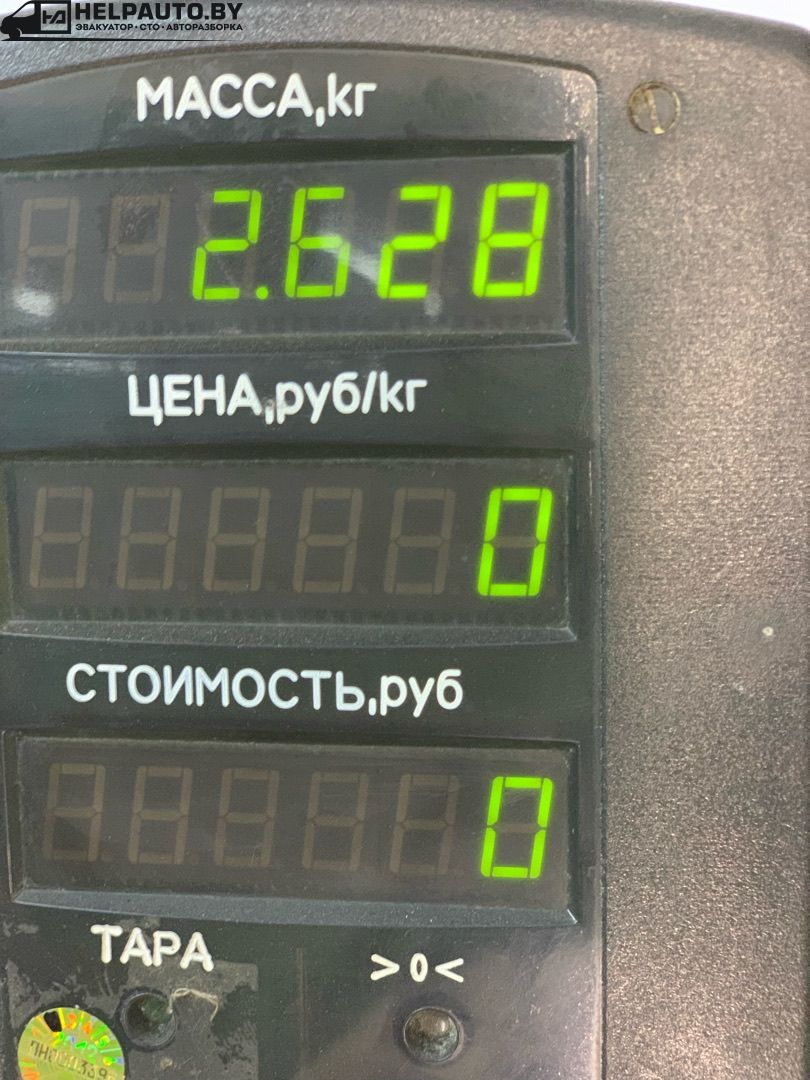 HELPAUTO.BY
ЭВАКУАТОР • СТО • АВТОРАЗБОРКА
МАССА,кг
2.628
ЦЕНА,руб/кг
0
СТОИМОСТЬ,руб
0
ТАРА
>0<